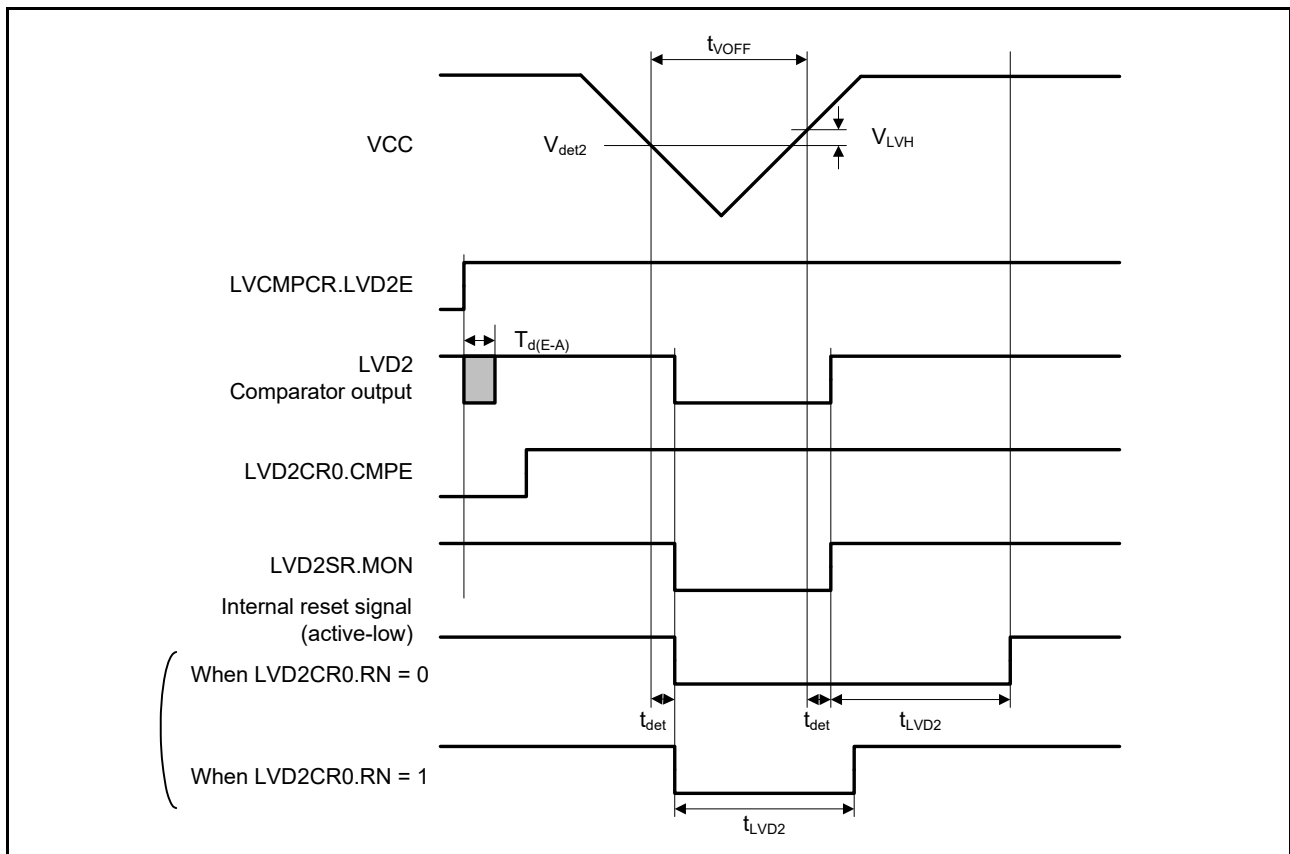 tVOFF
VCC
Vdet2
VLVH
LVCMPCR.LVD2E
Td(E-A)
LVD2
Comparator output
LVD2CR0.CMPE
LVD2SR.MON
Internal reset signal
(active-low)
When LVD2CR0.RN = 0
tdet
tdet
tLVD2
When LVD2CR0.RN = 1
tLVD2